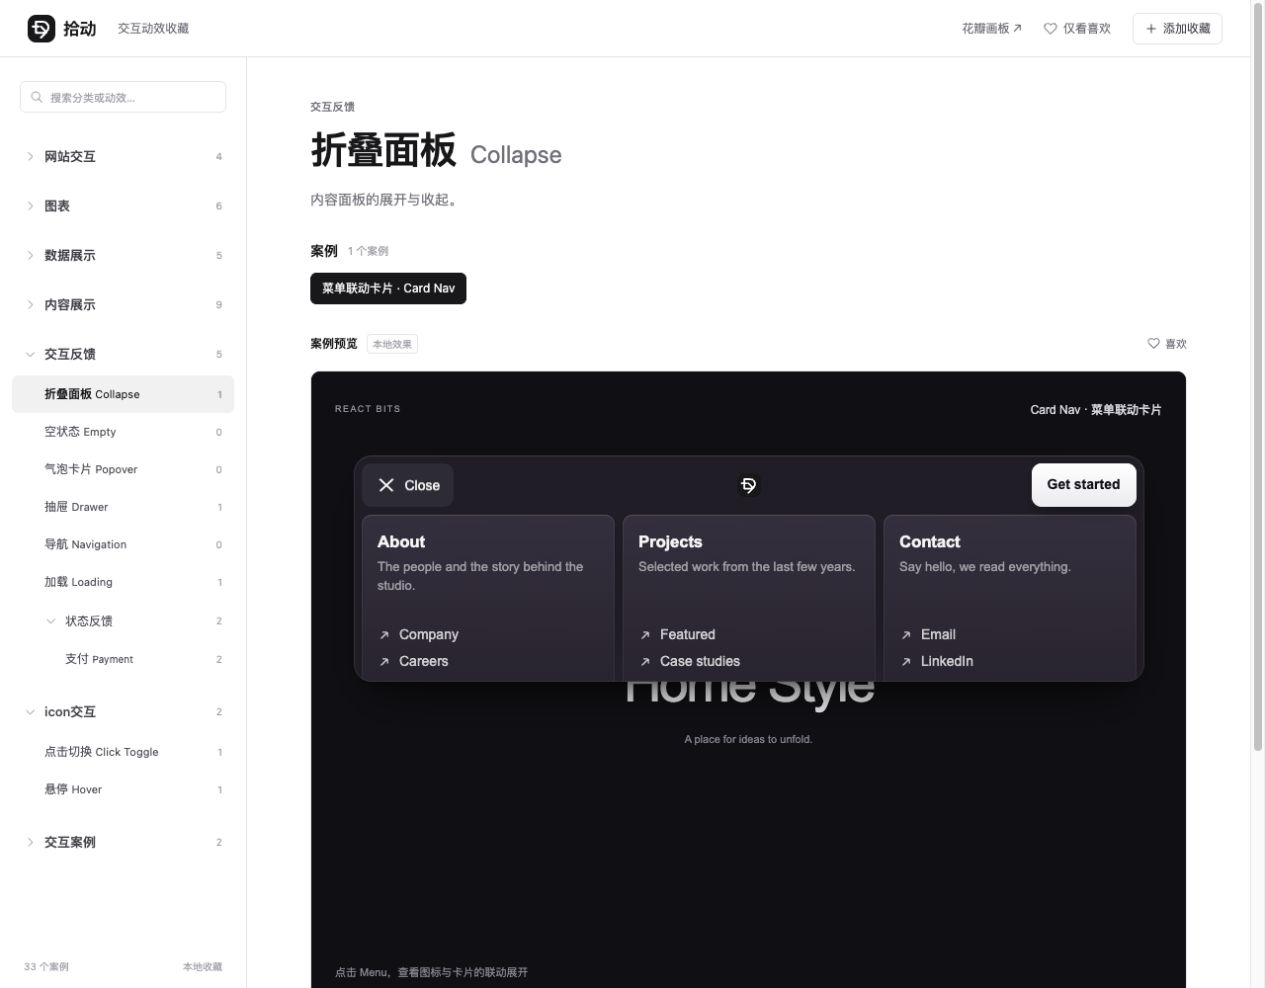 拾动
交互动效收藏
花瓣画板
仅看喜欢
添加收藏
搜索分类或动效...
网站交互 4
图表 6
数据展示 5
内容展示 9
交互反馈 5
折叠面板 Collapse 1
空状态 Empty 0
气泡卡片 Popover 0
抽屉 Drawer 1
导航 Navigation 0
加载 Loading 1
状态反馈 2
支付 Payment 2
icon交互 2
点击切换 Click Toggle 1
悬停 Hover 1
交互案例 2
33 个案例
本地收藏
交互反馈
折叠面板 Collapse
内容面板的展开与收起。
案例 1 个案例
菜单联动卡片 · Card Nav
案例预览 本地效果
喜欢
REACT BITS
Card Nav · 菜单联动卡片
Close
Get started
About
The people and the story behind the
studio.
Company
Careers
Projects
Selected work from the last few years.
Featured
Case studies
Contact
Say hello, we read everything.
Email
LinkedIn
Home Style
A place for ideas to unfold.
点击 Menu，查看图标与卡片的联动展开